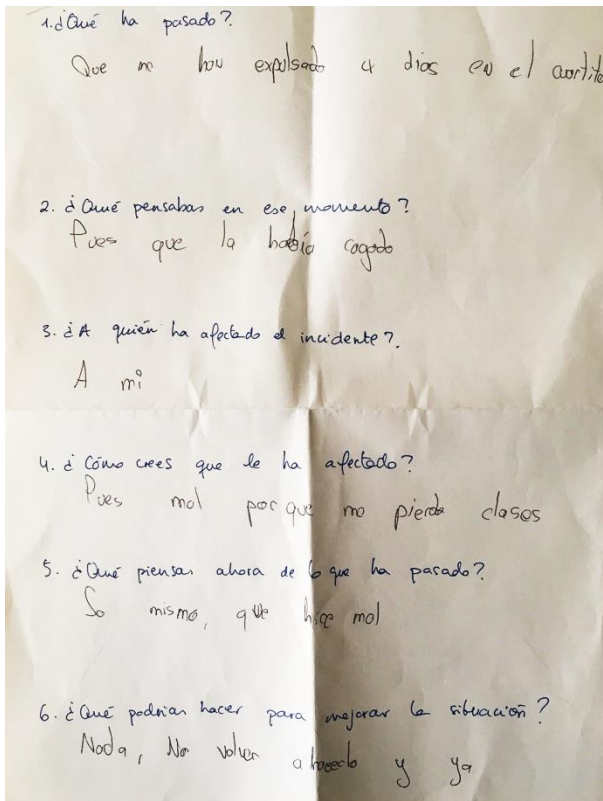 1. ¿Qué ha pasado?
Que me han expulsado 4 dias en el cuartito
2. ¿Qué pensabas en ese momento?
Pues que la había cagado
3. ¿A quién ha afectado el incidente?.
A mi
4. ¿Cómo crees que le ha afectado?
Pues mal porque me pierdo clases
5. ¿Qué piensas ahora de lo que ha pasado?
Lo mismo, que hice mal
6. ¿Qué podrías hacer para mejorar la situación?
Nada, No volver a hacerlo y ya